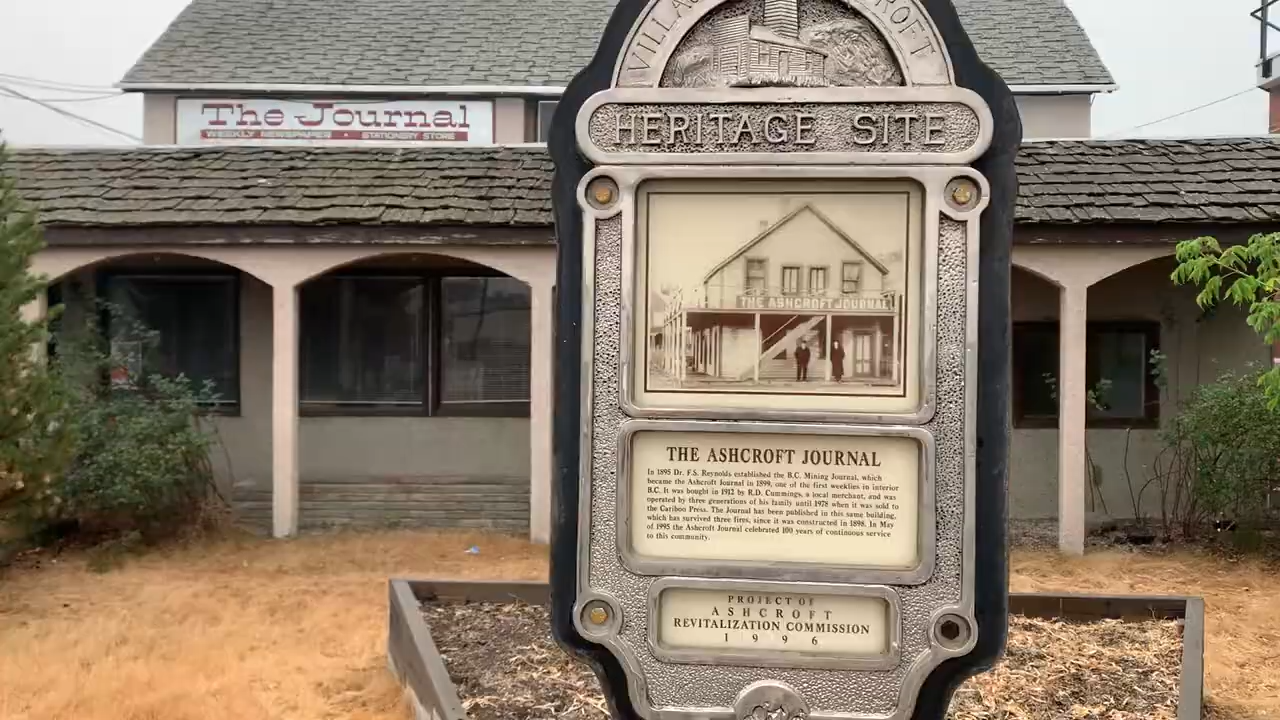 VILLAGE OF ASHCROFT
HERITAGE SITE
The Journal
WEEKLY NEWSPAPER • STATIONERY STORE
THE ASHCROFT JOURNAL
THE ASHCROFT JOURNAL
In 1895 Dr. F.S. Reynolds established the B.C. Mining Journal, which
became the Ashcroft Journal in 1899, one of the first weeklies in interior
B.C. It was bought in 1912 by R.D. Cummings, a local merchant, and was
operated by three generations of his family until 1978 when it was sold to
the Cariboo Press. The Journal has been published in this same building,
which has survived three fires, since it was constructed in 1898. In May
of 1995 the Ashcroft Journal celebrated 100 years of continuous service
to this community.
PROJECT OF
ASHCROFT
REVITALIZATION COMMISSION
1996